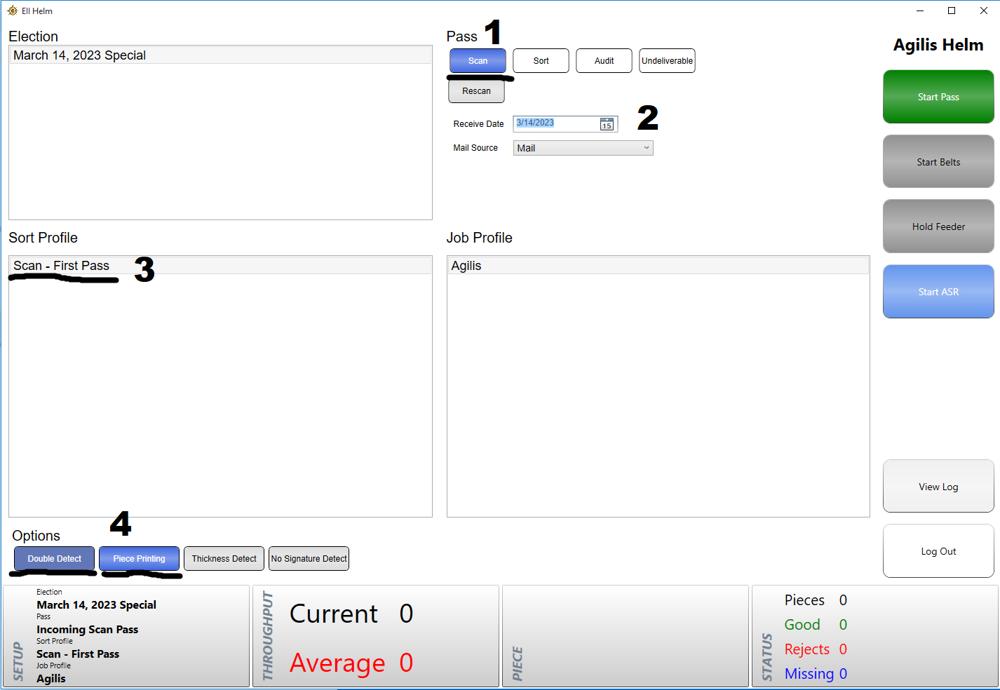 Ell Helm
Election
March 14, 2023 Special
Pass 1
Scan Sort Audit Undeliverable
Rescan
Receive Date 3/14/2023 15 2
Mail Source Mail
Agilis Helm
Start Pass
Start Belts
Hold Feeder
Start ASR
Sort Profile
Scan - First Pass 3
Job Profile
Agilis
View Log
Log Out
4
Options
Double Detect Piece Printing Thickness Detect No Signature Detect
SETUP
Election
March 14, 2023 Special
Pass
Incoming Scan Pass
Sort Profile
Scan - First Pass
Job Profile
Agilis
THROUGHPUT
Current 0
Average 0
PIECE
STATUS
Pieces 0
Good 0
Rejects 0
Missing 0